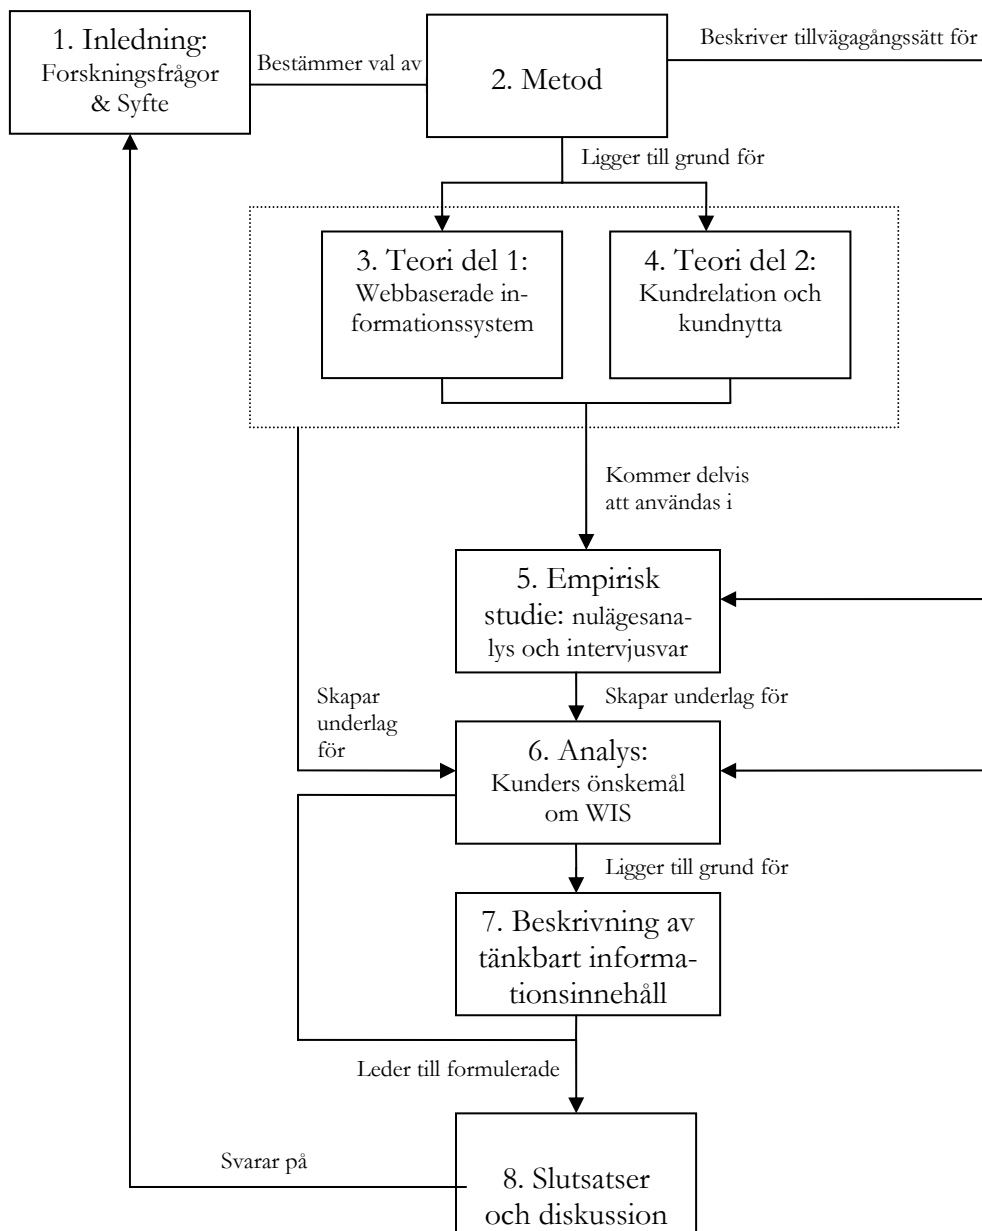 1. Inledning:
Forskningsfrågor
& Syfte
Bestämmer val av
2. Metod
Beskriver tillvägagångssätt för
Ligger till grund för
3. Teori del 1:
Webbaserade in-
formationssystem
4. Teori del 2:
Kundrelation och
kundnytta
Kommer delvis
att användas i
5. Empirisk
studie: nulägesana-
lys och intervjusvar
Skapar
underlag
för
Skapar underlag för
6. Analys:
Kunders önskemål
om WIS
Ligger till grund för
7. Beskrivning av
tänkbart informa-
tionsinnehåll
Leder till formulerade
Svarar på
8. Slutsatser
och diskussion